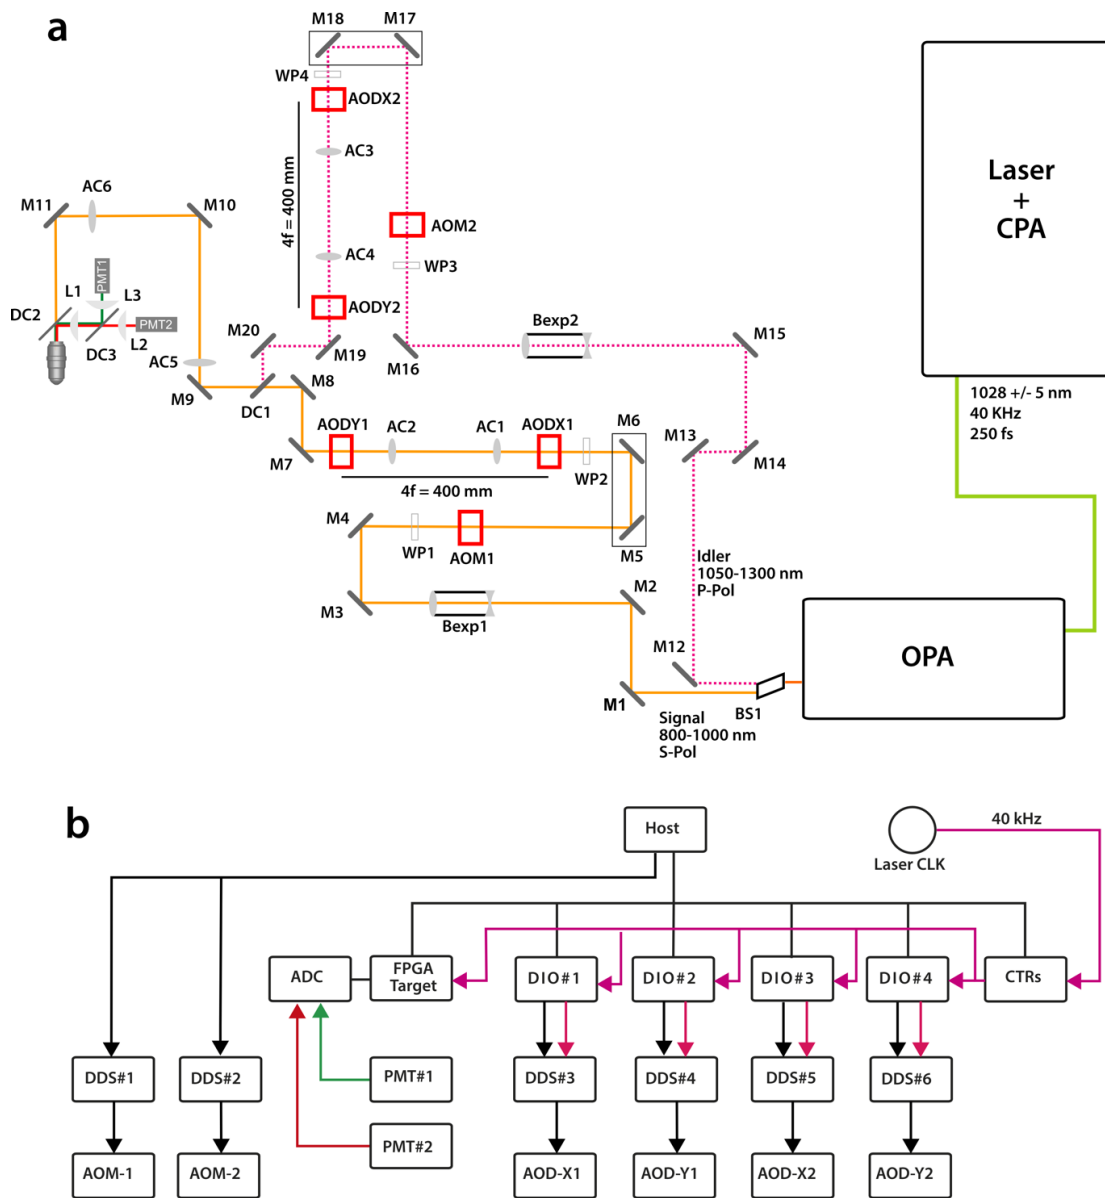 a
M18
M17
WP4
AODX2
AC3
4f = 400 mm
AOM2
WP3
AC4
AODY2
Laser
+
CPA
AC6
M11
M10
PMT1
L1
L3
DC2
PMT2
L2
DC3
AC5
M20
M19
M16
Bexp2
M15
M9
DC1
M8
1028 +/- 5 nm
40 KHz
250 fs
AODY1
AC2
AC1
AODX1
M6
M13
M7
WP2
M14
4f = 400 mm
M4
WP1
AOM1
M5
Idler
1050-1300 nm
P-Pol
M3
Bexp1
M2
M12
OPA
M1
BS1
Signal
800-1000 nm
S-Pol
b
Host
40 kHz
Laser CLK
ADC
FPGA
Target
DIO#1
DIO#2
DIO#3
DIO#4
CTRs
DDS#1
DDS#2
PMT#1
DDS#3
DDS#4
DDS#5
DDS#6
PMT#2
AOM-1
AOM-2
AOD-X1
AOD-Y1
AOD-X2
AOD-Y2